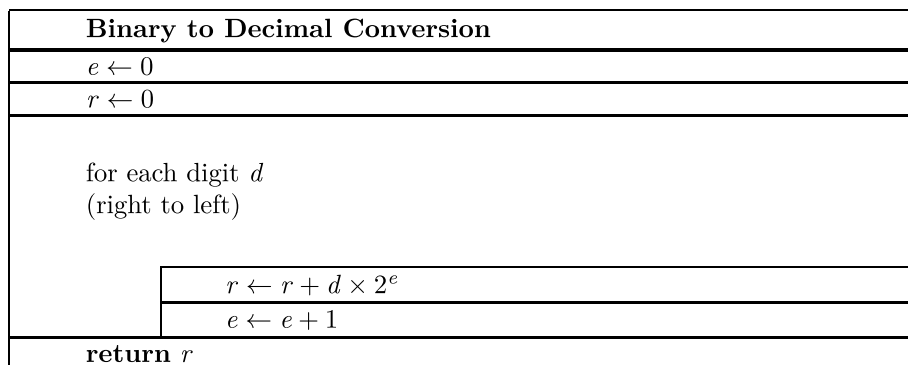 Binary to Decimal Conversion
e ← 0
r ← 0
for each digit d
(right to left)
r ← r + d × 2^e
e ← e + 1
return r